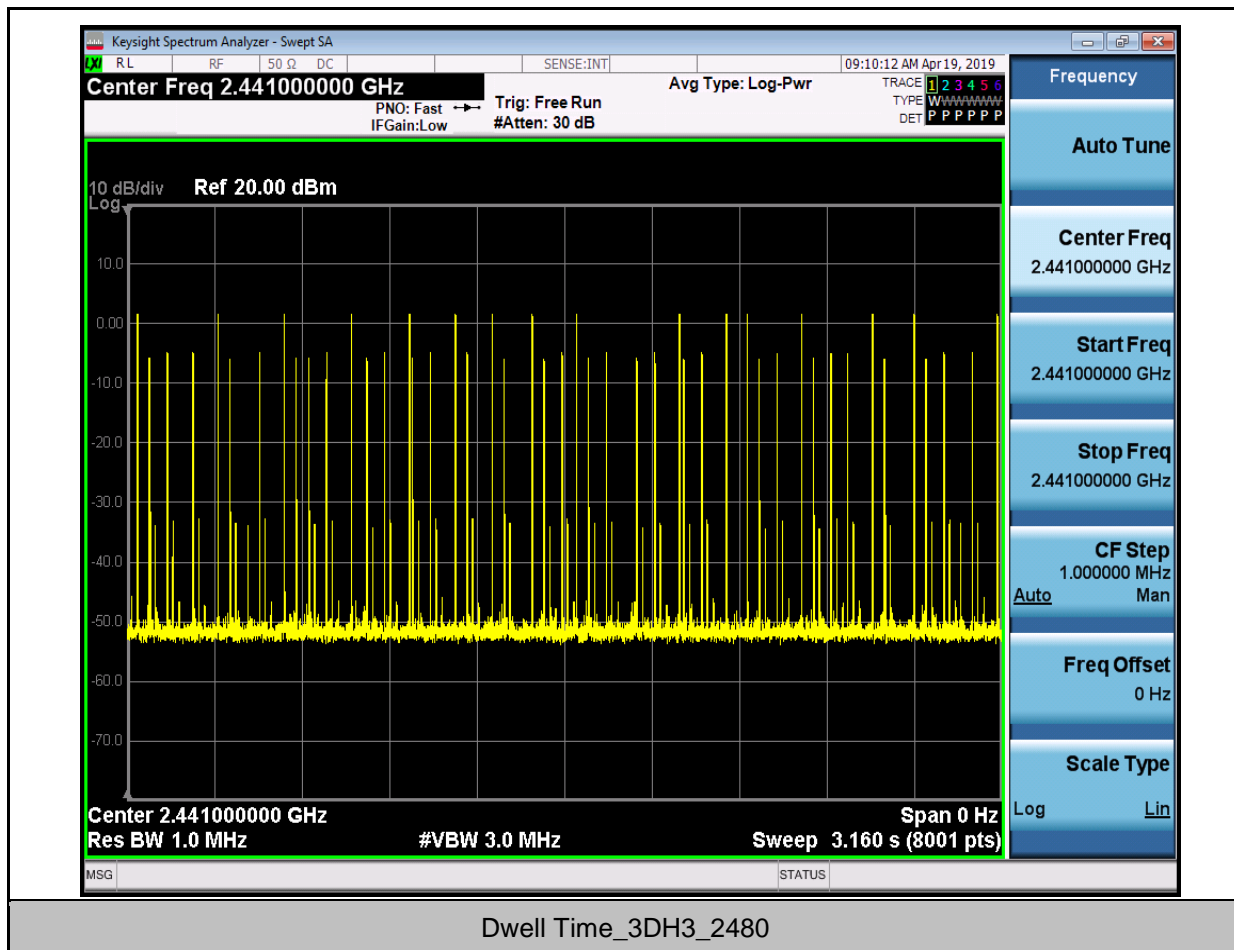 Keysight Spectrum Analyzer - Swept SA
LXI RL RF 50 Ω DC SENSE:INT 09:10:12 AM Apr 19, 2019
Center Freq 2.441000000 GHz
PNO: Fast
IFGain:Low
Trig: Free Run
#Atten: 30 dB
Avg Type: Log-Pwr
TRACE 1 2 3 4 5 6
TYPE WWWWWW
DET P P P P P P
10 dB/div Ref 20.00 dBm
Log
10.0
0.00
-10.0
-20.0
-30.0
-40.0
-50.0
-60.0
-70.0
Center 2.441000000 GHz Span 0 Hz
Res BW 1.0 MHz #VBW 3.0 MHz Sweep 3.160 s (8001 pts)
MSG STATUS
Frequency
Auto Tune
Center Freq
2.441000000 GHz
Start Freq
2.441000000 GHz
Stop Freq
2.441000000 GHz
CF Step
1.000000 MHz
Auto Man
Freq Offset
0 Hz
Scale Type
Log Lin
Dwell Time_3DH3_2480